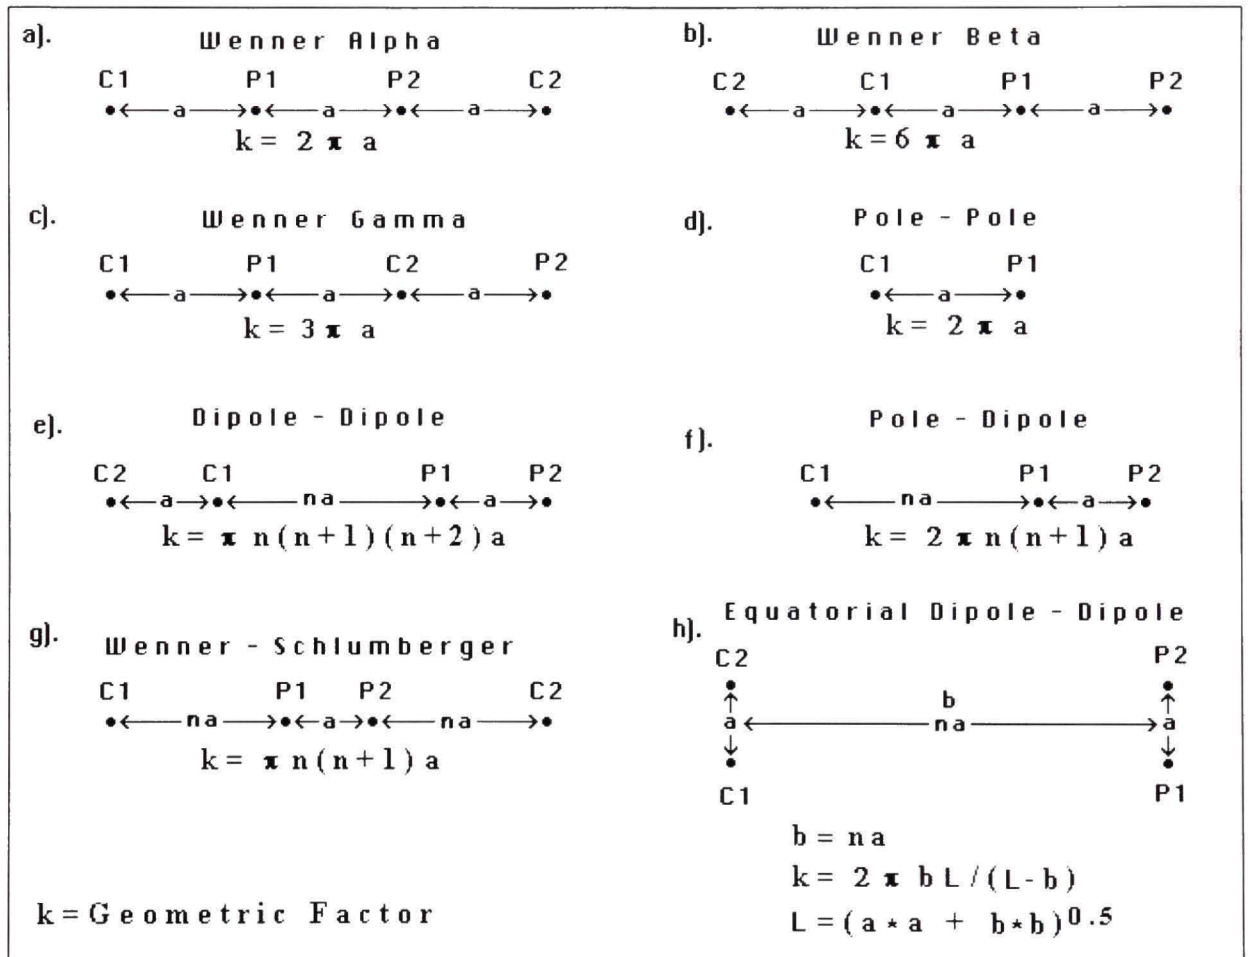 a). Wenner Alpha
C1 P1 P2 C2
a a a
k = 2 π a
b). Wenner Beta
C2 C1 P1 P2
a a a
k = 6 π a
c). Wenner Gamma
C1 P1 C2 P2
a a a
k = 3 π a
d). Pole - Pole
C1 P1
a
k = 2 π a
e). Dipole - Dipole
C2 C1 P1 P2
a na a
k = π n(n+1)(n+2)a
f). Pole - Dipole
C1 P1 P2
na a
k = 2 π n(n+1)a
g). Wenner - Schlumberger
C1 P1 P2 C2
na a na
k = π n(n+1)a
h). Equatorial Dipole - Dipole
C2 P2
b
a na a
C1 P1
b = na
k = 2 π bL/(L-b)
L = (a*a + b*b)^0.5
k = Geometric Factor